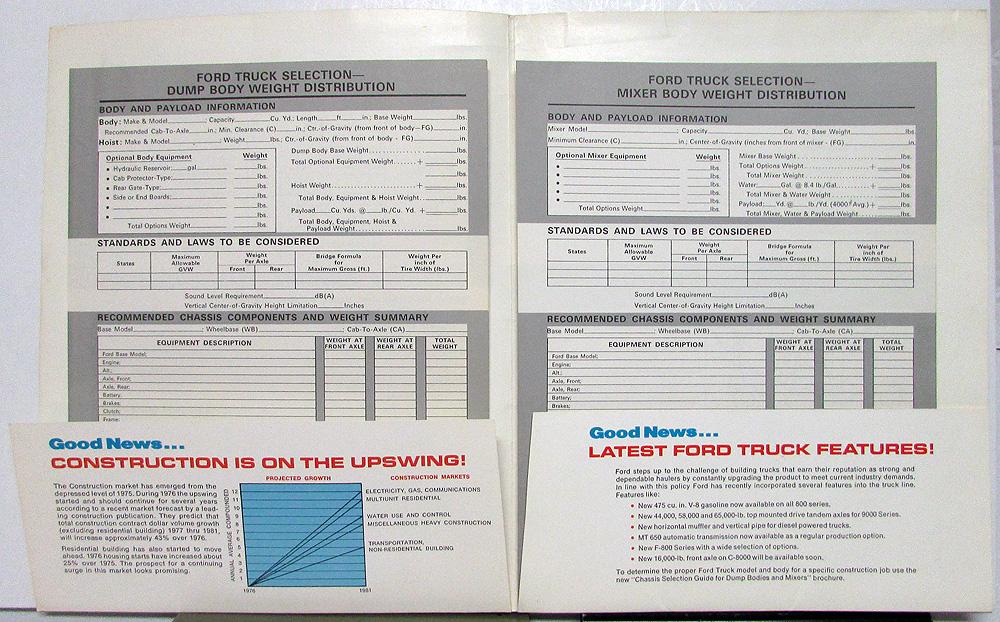 FORD TRUCK SELECTION—
DUMP BODY WEIGHT DISTRIBUTION
BODY AND PAYLOAD INFORMATION
Body: Make & Model ; Capacity Cu. Yd.; Length ft. in.; Base Weight lbs.
Recommended Cab-To-Axle in.; Min. Clearance (C) in.; Ctr.-of-Gravity (from front of body—FG) in.
Hoist: Make & Model ; Weight lbs.; Ctr.-of-Gravity (from front of body - FG) in.
Optional Body Equipment Weight
• Hydraulic Reservoir: gal lbs.
• Cab Protector-Type: lbs.
• Rear Gate-Type: lbs.
• Side or End Boards: lbs.
• lbs.
• lbs.
Total Options Weight lbs.
Dump Body Base Weight lbs.
Total Optional Equipment Weight + lbs.
Hoist Weight lbs.
Total Body, Equipment & Hoist Weight lbs.
Payload Cu. Yds. @ lb/Cu. Yd. + lbs.
Total Body, Equipment, Hoist &
Payload Weight lbs.
STANDARDS AND LAWS TO BE CONSIDERED
States
Maximum
Allowable
GVW
Weight
Per Axle
Front Rear
Bridge Formula
for
Maximum Gross (ft.)
Weight Per
inch of
Tire Width (lbs.)
Sound Level Requirement dB(A)
Vertical Center-of-Gravity Height Limitation Inches
RECOMMENDED CHASSIS COMPONENTS AND WEIGHT SUMMARY
Base Model ; Wheelbase (WB) ; Cab-To-Axle (CA)
EQUIPMENT DESCRIPTION
WEIGHT AT
FRONT AXLE
WEIGHT AT
REAR AXLE
TOTAL
WEIGHT
Ford Base Model;
Engine;
Alt.;
Axle, Front;
Axle, Rear;
Battery;
Brakes;
Clutch;
Frame;
Good News...
CONSTRUCTION IS ON THE UPSWING!
The Construction market has emerged from the
depressed level of 1975. During 1976 the upswing
started and should continue for several years
according to a recent market forecast by a lead-
ing construction publication. They predict that
total construction contract dollar volume growth
(excluding residential building) 1977 thru 1981,
will increase approximately 43% over 1976.
Residential building has also started to move
ahead. 1976 housing starts have increased about
25% over 1975. The prospect for a continuing
surge in this market looks promising.
PROJECTED GROWTH
CONSTRUCTION MARKETS
ANNUAL AVERAGE COMPOUNDED
12
11
10
9
8
7
6
5
4
3
2
1
1976 1981
ELECTRICITY, GAS, COMMUNICATIONS
MULTIUNIT RESIDENTIAL
WATER USE AND CONTROL
MISCELLANEOUS HEAVY CONSTRUCTION
TRANSPORTATION,
NON-RESIDENTIAL BUILDING
FORD TRUCK SELECTION—
MIXER BODY WEIGHT DISTRIBUTION
BODY AND PAYLOAD INFORMATION
Mixer Model ; Capacity Cu. Yd.; Base Weight lbs.
Minimum Clearance (C) in.; Center-of-Gravity (inches from front of mixer - (FG) in.
Optional Mixer Equipment Weight
• lbs.
• lbs.
• lbs.
• lbs.
• lbs.
Total Options Weight lbs.
Mixer Base Weight lbs.
Total Options Weight + lbs.
Total Mixer Weight lbs.
Water: Gal. @ 8.4 lb./Gal. + lbs.
Total Mixer & Water Weight lbs.
Payload: Yd. @ lb/Yd. (4000# Avg.) + lbs.
Total Mixer, Water & Payload Weight lbs.
STANDARDS AND LAWS TO BE CONSIDERED
States
Maximum
Allowable
GVW
Weight
Per Axle
Front Rear
Bridge Formula
for
Maximum Gross (ft.)
Weight Per
inch of
Tire Width (lbs.)
Sound Level Requirement dB(A)
Vertical Center-of-Gravity Height Limitation Inches
RECOMMENDED CHASSIS COMPONENTS AND WEIGHT SUMMARY
Base Model ; Wheelbase (WB) ; Cab-To-Axle (CA)
EQUIPMENT DESCRIPTION
WEIGHT AT
FRONT AXLE
WEIGHT AT
REAR AXLE
TOTAL
WEIGHT
Ford Base Model;
Engine;
Alt.;
Axle, Front;
Axle, Rear;
Battery;
Brakes;
Good News...
LATEST FORD TRUCK FEATURES!
Ford steps up to the challenge of building trucks that earn their reputation as strong and
dependable haulers by constantly upgrading the product to meet current industry demands.
In line with this policy Ford has recently incorporated several features into the truck line.
Features like:
• New 475 cu. in. V-8 gasoline now available on all 800 series.
• New 44,000, 58,000 and 65,000-lb. top mounted drive tandem axles for 9000 Series.
• New horizontal muffler and vertical pipe for diesel powered trucks.
• MT 650 automatic transmission now available as a regular production option.
• New F-800 Series with a wide selection of options.
• New 16,000-lb. front axle on C-8000 will be available soon.
To determine the proper Ford Truck model and body for a specific construction job use the
new "Chassis Selection Guide for Dump Bodies and Mixers" brochure.